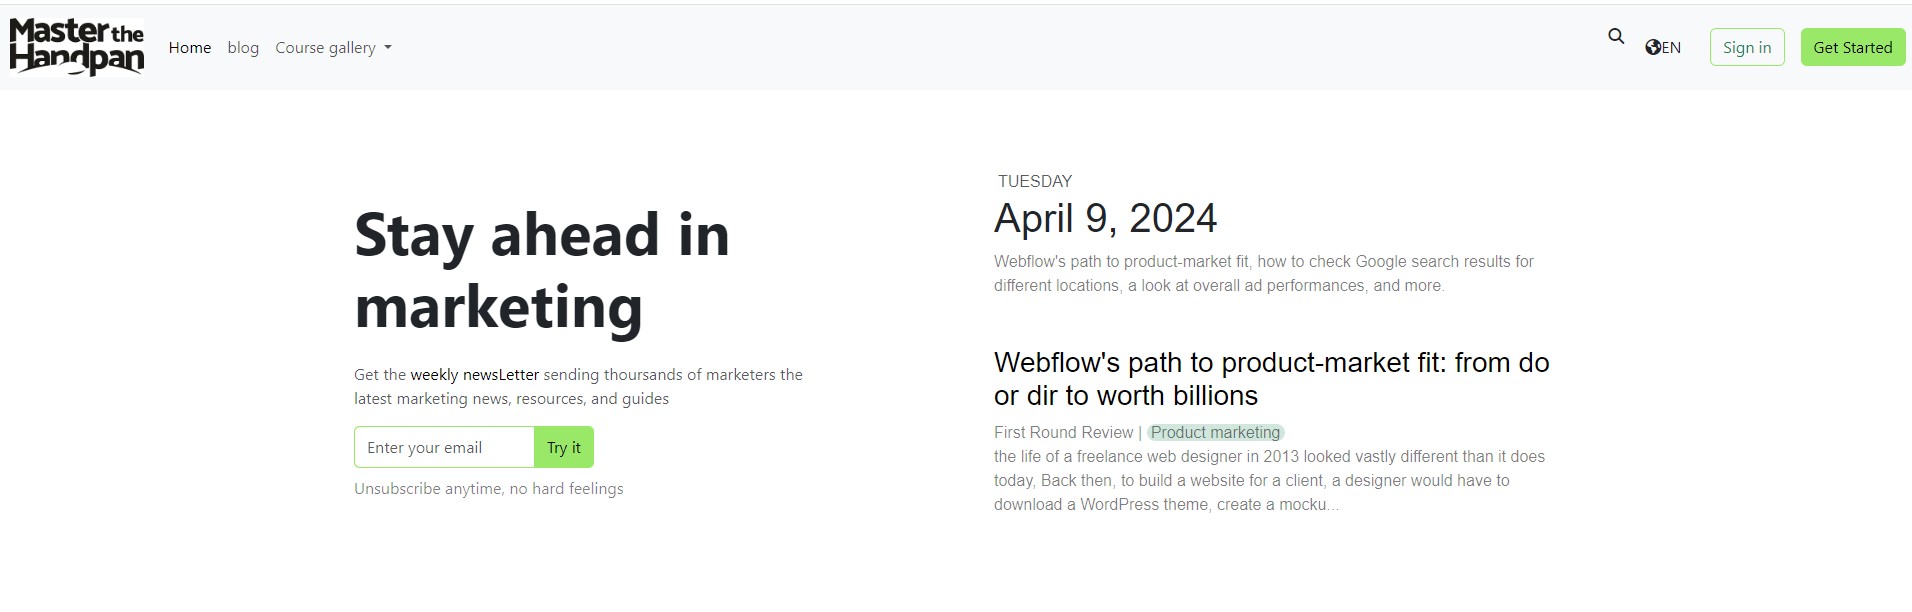 Master the
Handpan
Home blog Course gallery
EN
Sign in
Get Started
Stay ahead in
marketing
Get the weekly newsLetter sending thoursands of marketers the
latest marketing news, resources, and guides
Enter your email Try it
Unsubscribe anytime, no hard feelings
TUESDAY
April 9, 2024
Webflow's path to product-market fit, how to check Google search results for
different locations, a look at overall ad performances, and more.
Webflow's path to product-market fit: from do
or dir to worth billions
First Round Review | Product marketing
the life of a freelance web designer in 2013 looked vastly different than it does
today, Back then, to build a website for a client, a designer would have to
download a WordPress theme, create a mocku...